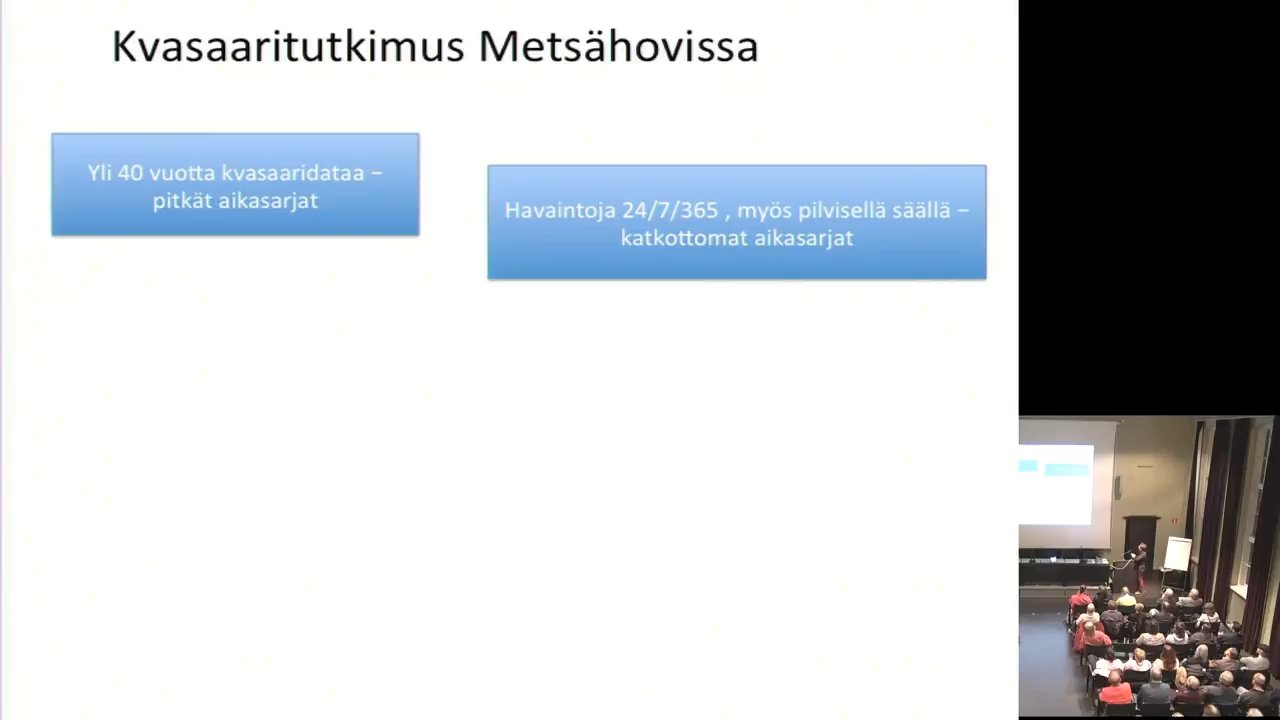 Kvasaaritutkimus Metsähovissa
Yli 40 vuotta kvasaaridataa –
pitkät aikasarjat
Havaintoja 24/7/365 , myös pilvisellä säällä –
katkottomat aikasarjat